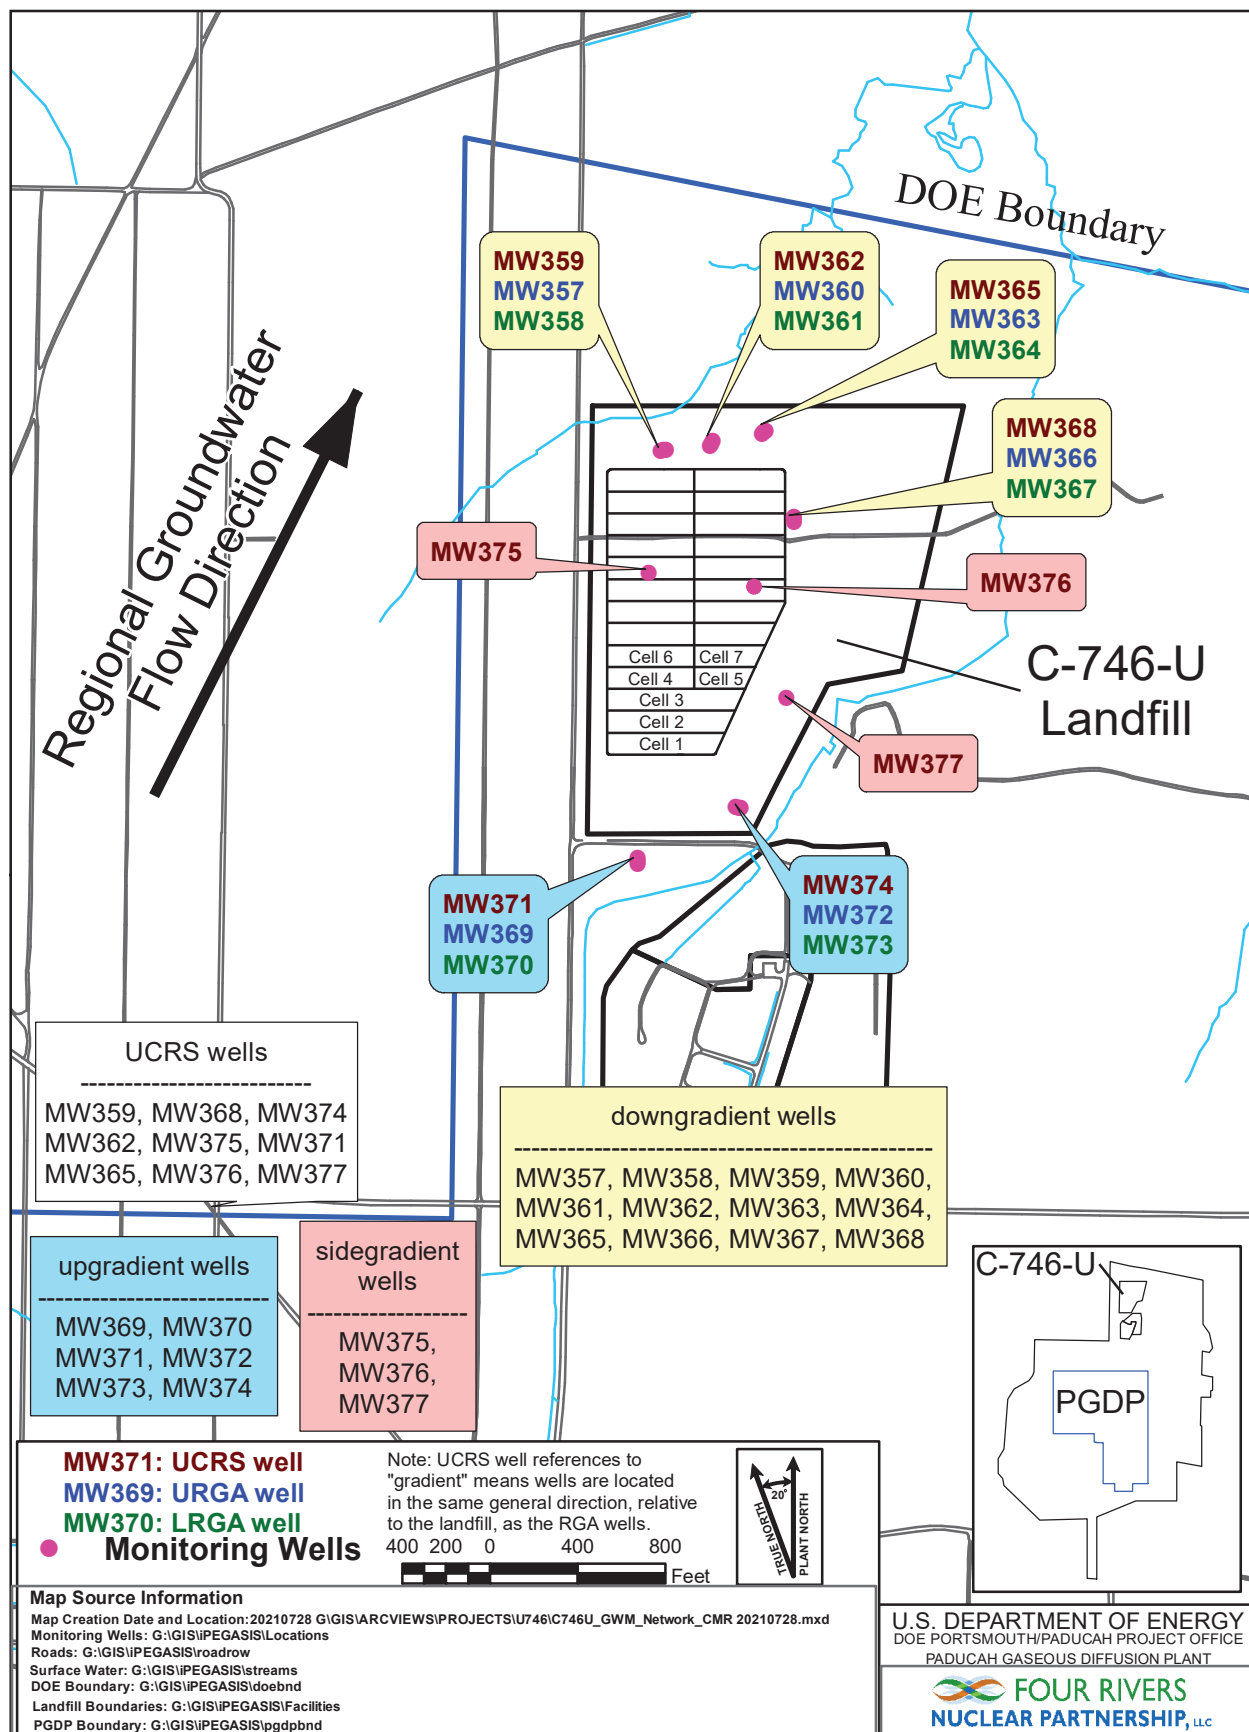 DOE Boundary
MW359
MW357
MW358
MW362
MW360
MW361
MW365
MW363
MW364
MW368
MW366
MW367
Regional Groundwater
Flow Direction
MW375
MW376
Cell 6
Cell 7
Cell 4
Cell 5
Cell 3
Cell 2
Cell 1
C-746-U
Landfill
MW377
MW371
MW369
MW370
MW374
MW372
MW373
UCRS wells
----------------------------
MW359, MW368, MW374
MW362, MW375, MW371
MW365, MW376, MW377
downgradient wells
---------------------------------------------------
MW357, MW358, MW359, MW360,
MW361, MW362, MW363, MW364,
MW365, MW366, MW367, MW368
upgradient wells
----------------------------
MW369, MW370
MW371, MW372
MW373, MW374
sidegradient
wells
-------------------
MW375,
MW376,
MW377
C-746-U
PGDP
MW371: UCRS well
MW369: URGA well
MW370: LRGA well
Monitoring Wells
Note: UCRS well references to
"gradient" means wells are located
in the same general direction, relative
to the landfill, as the RGA wells.
400 200 0 400 800
Feet
20°
TRUE NORTH
PLANT NORTH
Map Source Information
Map Creation Date and Location:20210728 G\GIS\ARCVIEWS\PROJECTS\U746\C746U_GWM_Network_CMR 20210728.mxd
Monitoring Wells: G:\GIS\iPEGASIS\Locations
Roads: G:\GIS\iPEGASIS\roadrow
Surface Water: G:\GIS\iPEGASIS\streams
DOE Boundary: G:\GIS\iPEGASIS\doebnd
Landfill Boundaries: G:\GIS\iPEGASIS\Facilities
PGDP Boundary: G:\GIS\iPEGASIS\pgdpbnd
U.S. DEPARTMENT OF ENERGY
DOE PORTSMOUTH/PADUCAH PROJECT OFFICE
PADUCAH GASEOUS DIFFUSION PLANT
FOUR RIVERS
NUCLEAR PARTNERSHIP, LLC